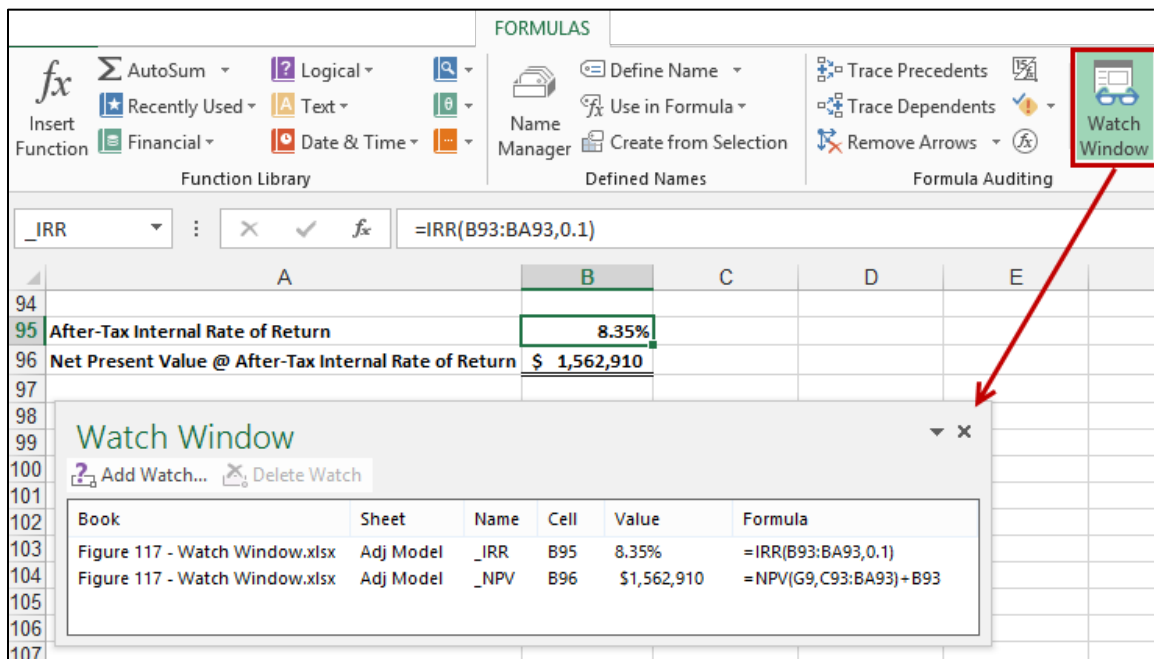 FORMULAS
fx AutoSum Logical Define Name Trace Precedents
Recently Used Text θ Use in Formula Trace Dependents
Insert Function Financial Date & Time Name Manager Create from Selection Remove Arrows Watch Window
Function Library Defined Names Formula Auditing
_IRR fx =IRR(B93:BA93,0.1)
A B C D E
94
95 After-Tax Internal Rate of Return 8.35%
96 Net Present Value @ After-Tax Internal Rate of Return $ 1,562,910
97
98
99 Watch Window
100 Add Watch... Delete Watch
101
102 Book Sheet Name Cell Value Formula
103 Figure 117 - Watch Window.xlsx Adj Model _IRR B95 8.35% =IRR(B93:BA93,0.1)
104 Figure 117 - Watch Window.xlsx Adj Model _NPV B96 $1,562,910 =NPV(G9,C93:BA93)+B93
105
106
107